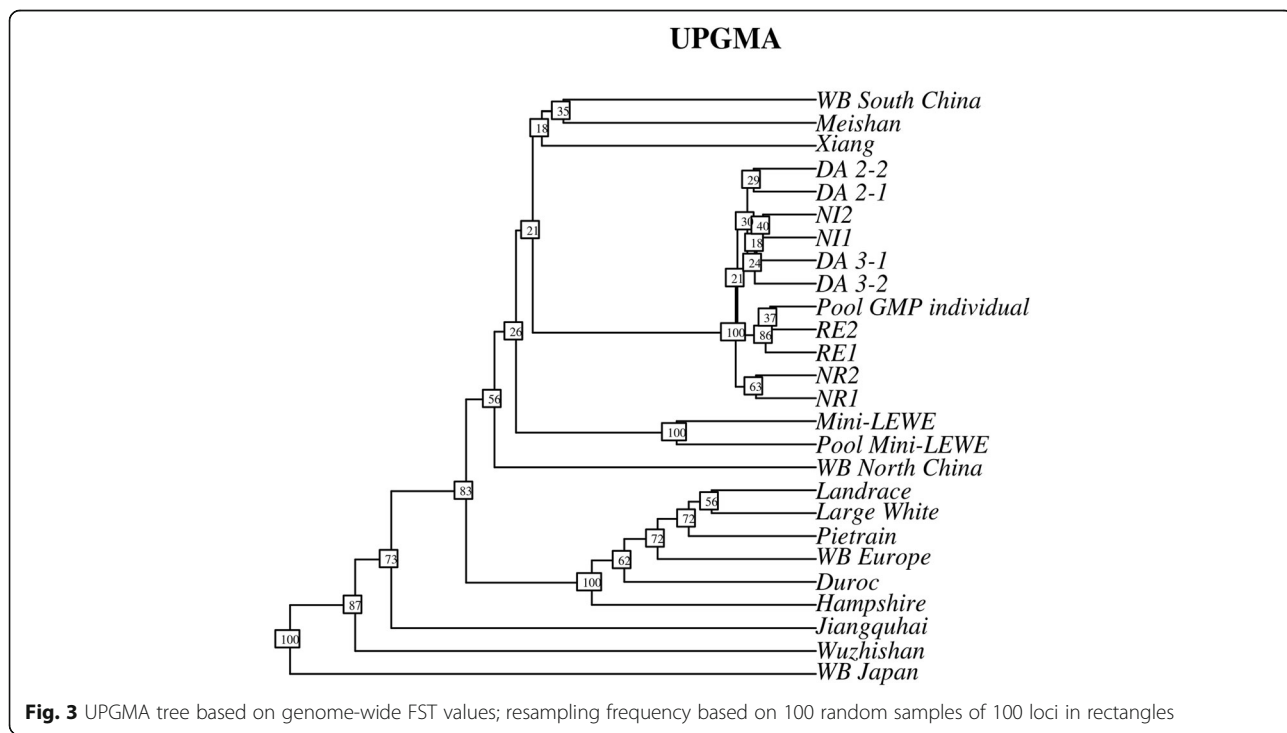 UPGMA
35
WB South China
Meishan
18
Xiang
DA 2-2
29
DA 2-1
NI2
30
40
21
NI1
18
DA 3-1
24
DA 3-2
21
Pool GMP individual
37
RE2
26
100
86
RE1
NR2
63
56
NR1
Mini-LEWE
100
Pool Mini-LEWE
WB North China
83
Landrace
56
Large White
72
Pietrain
72
WB Europe
73
62
Duroc
100
Hampshire
87
Jiangquhai
100
Wuzhishan
WB Japan
Fig. 3 UPGMA tree based on genome-wide FST values; resampling frequency based on 100 random samples of 100 loci in rectangles